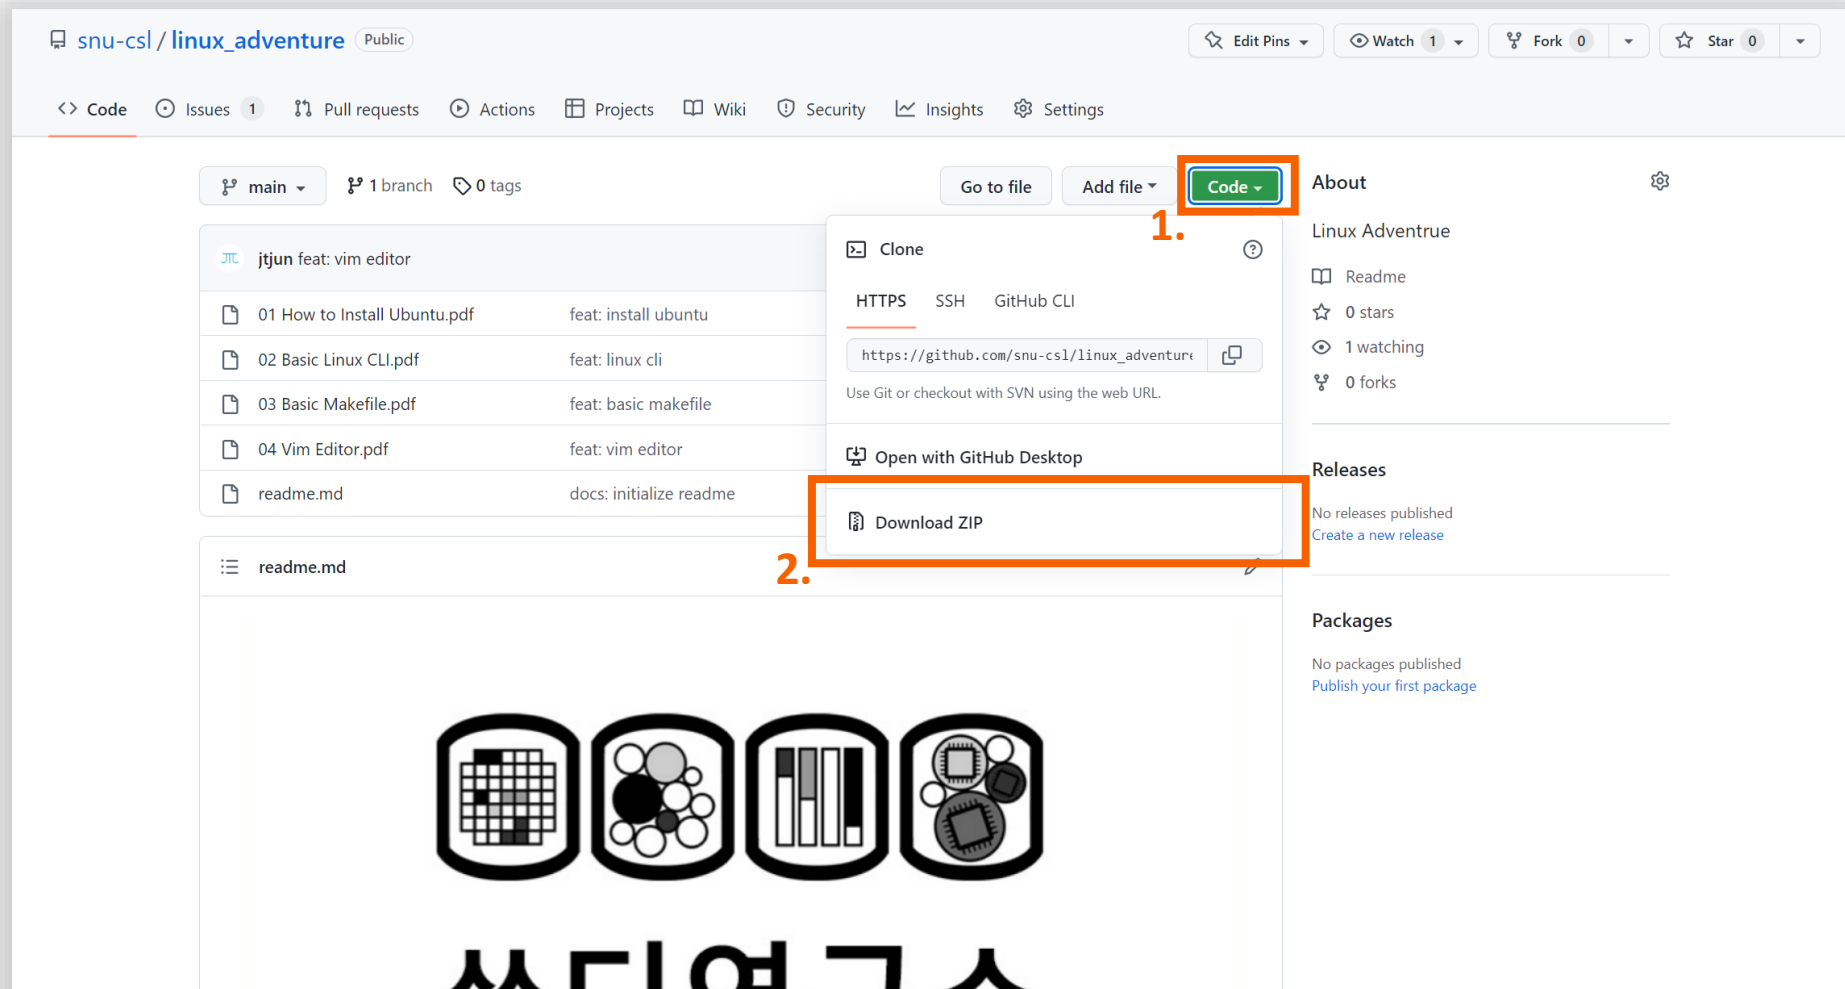 snu-csl / linux_adventure Public
Edit Pins Watch 1 Fork 0 Star 0
Code Issues 1 Pull requests Actions Projects Wiki Security Insights Settings
main 1 branch 0 tags Go to file Add file Code
1.
jtjun feat: vim editor
01 How to Install Ubuntu.pdf feat: install ubuntu
02 Basic Linux CLI.pdf feat: linux cli
03 Basic Makefile.pdf feat: basic makefile
04 Vim Editor.pdf feat: vim editor
readme.md docs: initialize readme
Clone
HTTPS SSH GitHub CLI
https://github.com/snu-csl/linux_adventure
Use Git or checkout with SVN using the web URL.
Open with GitHub Desktop
Download ZIP
2.
readme.md
About
Linux Adventrue
Readme
0 stars
1 watching
0 forks
Releases
No releases published
Create a new release
Packages
No packages published
Publish your first package